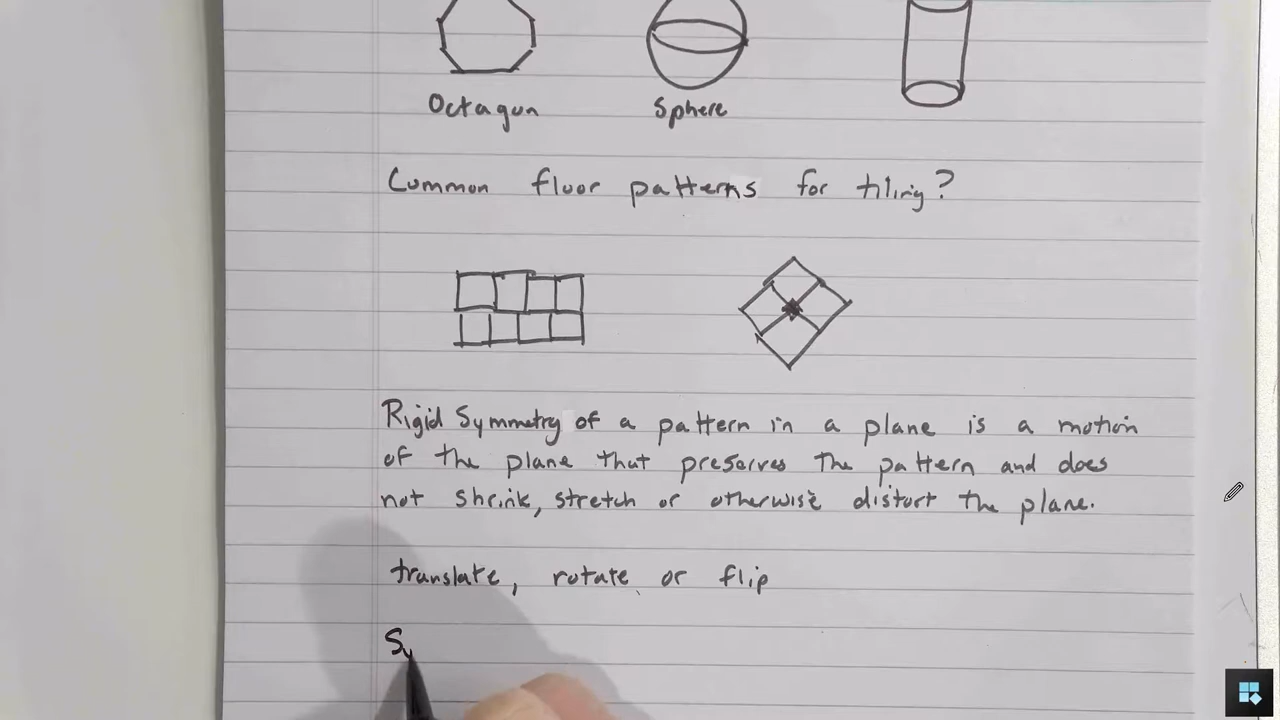 Octagon Sphere
Common floor patterns for tiling?
Rigid Symmetry of a pattern in a plane is a motion
of the plane that preserves the pattern and does
not shrink, stretch or otherwise distort the plane.
translate, rotate or flip
Sy